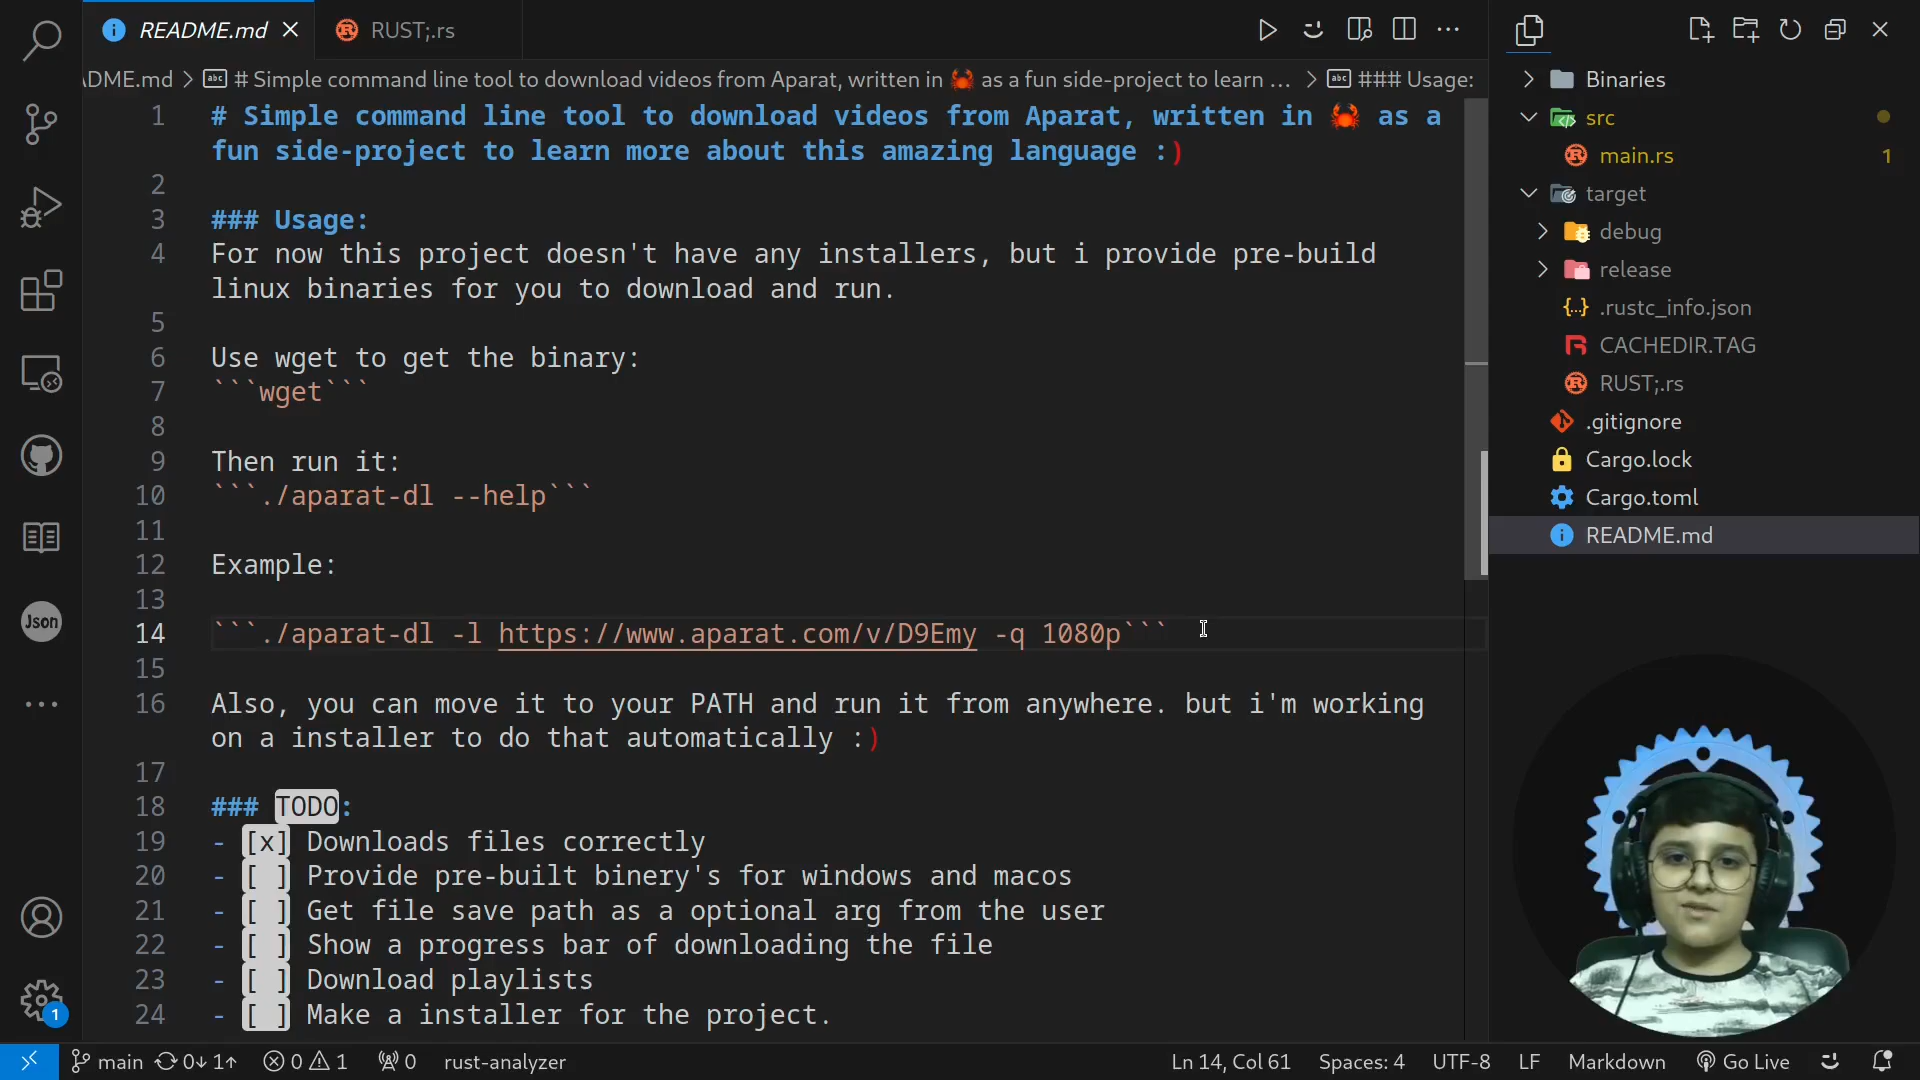 README.md
RUST;.rs
DME.md > # Simple command line tool to download videos from Aparat, written in 🦀 as a fun side-project to learn ... > ### Usage:
1 # Simple command line tool to download videos from Aparat, written in 🦀 as a
fun side-project to learn more about this amazing language :)
2
3 ### Usage:
4 For now this project doesn't have any installers, but i provide pre-build
linux binaries for you to download and run.
5
6 Use wget to get the binary:
7 ```wget```
8
9 Then run it:
10 ```./aparat-dl --help```
11
12 Example:
13
14 ```./aparat-dl -l https://www.aparat.com/v/D9Emy -q 1080p```
15
16 Also, you can move it to your PATH and run it from anywhere. but i'm working
on a installer to do that automatically :)
17
18 ### TODO:
19 - [x] Downloads files correctly
20 - [ ] Provide pre-built binery's for windows and macos
21 - [ ] Get file save path as a optional arg from the user
22 - [ ] Show a progress bar of downloading the file
23 - [ ] Download playlists
24 - [ ] Make a installer for the project.
Binaries
src
main.rs 1
target
debug
release
.rustc_info.json
CACHEDIR.TAG
RUST;.rs
.gitignore
Cargo.lock
Cargo.toml
README.md
Json
1
main 0↓ 1↑ 0 1 0 rust-analyzer Ln 14, Col 61 Spaces: 4 UTF-8 LF Markdown Go Live